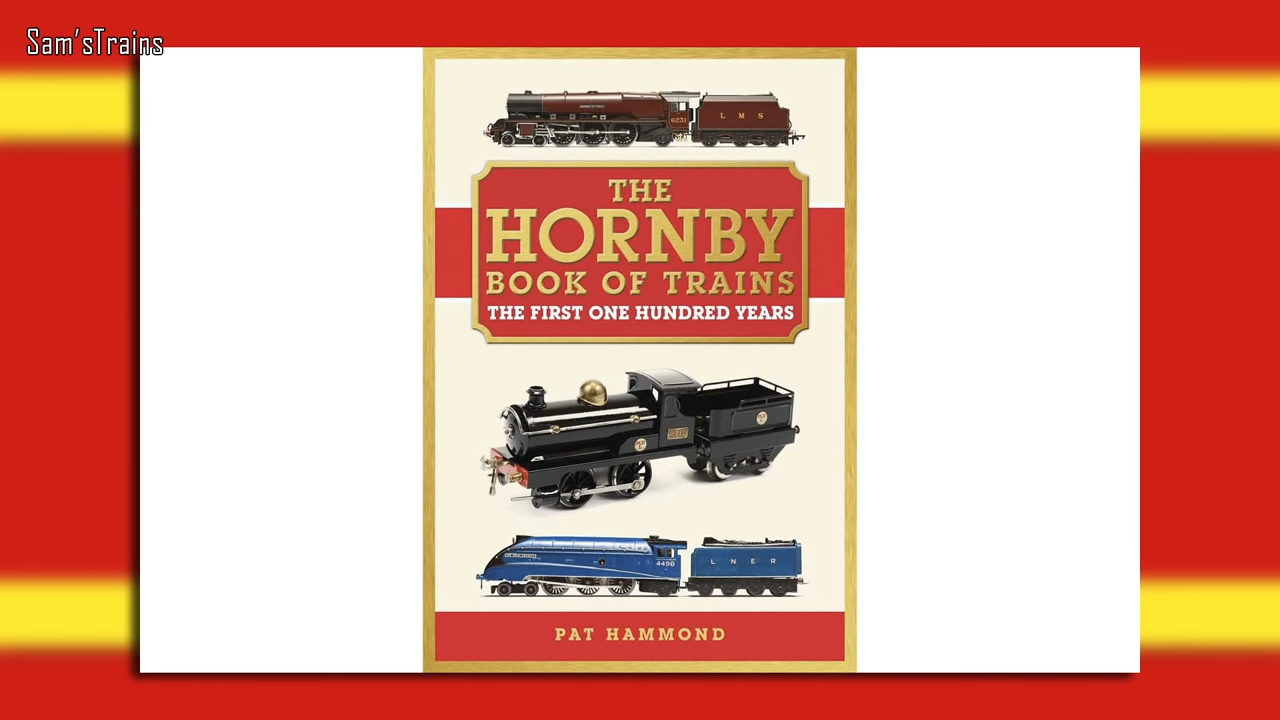 Sam'sTrains
6231
L M S
THE
HORNBY
BOOK OF TRAINS
THE FIRST ONE HUNDRED YEARS
4498
L N E R
PAT HAMMOND